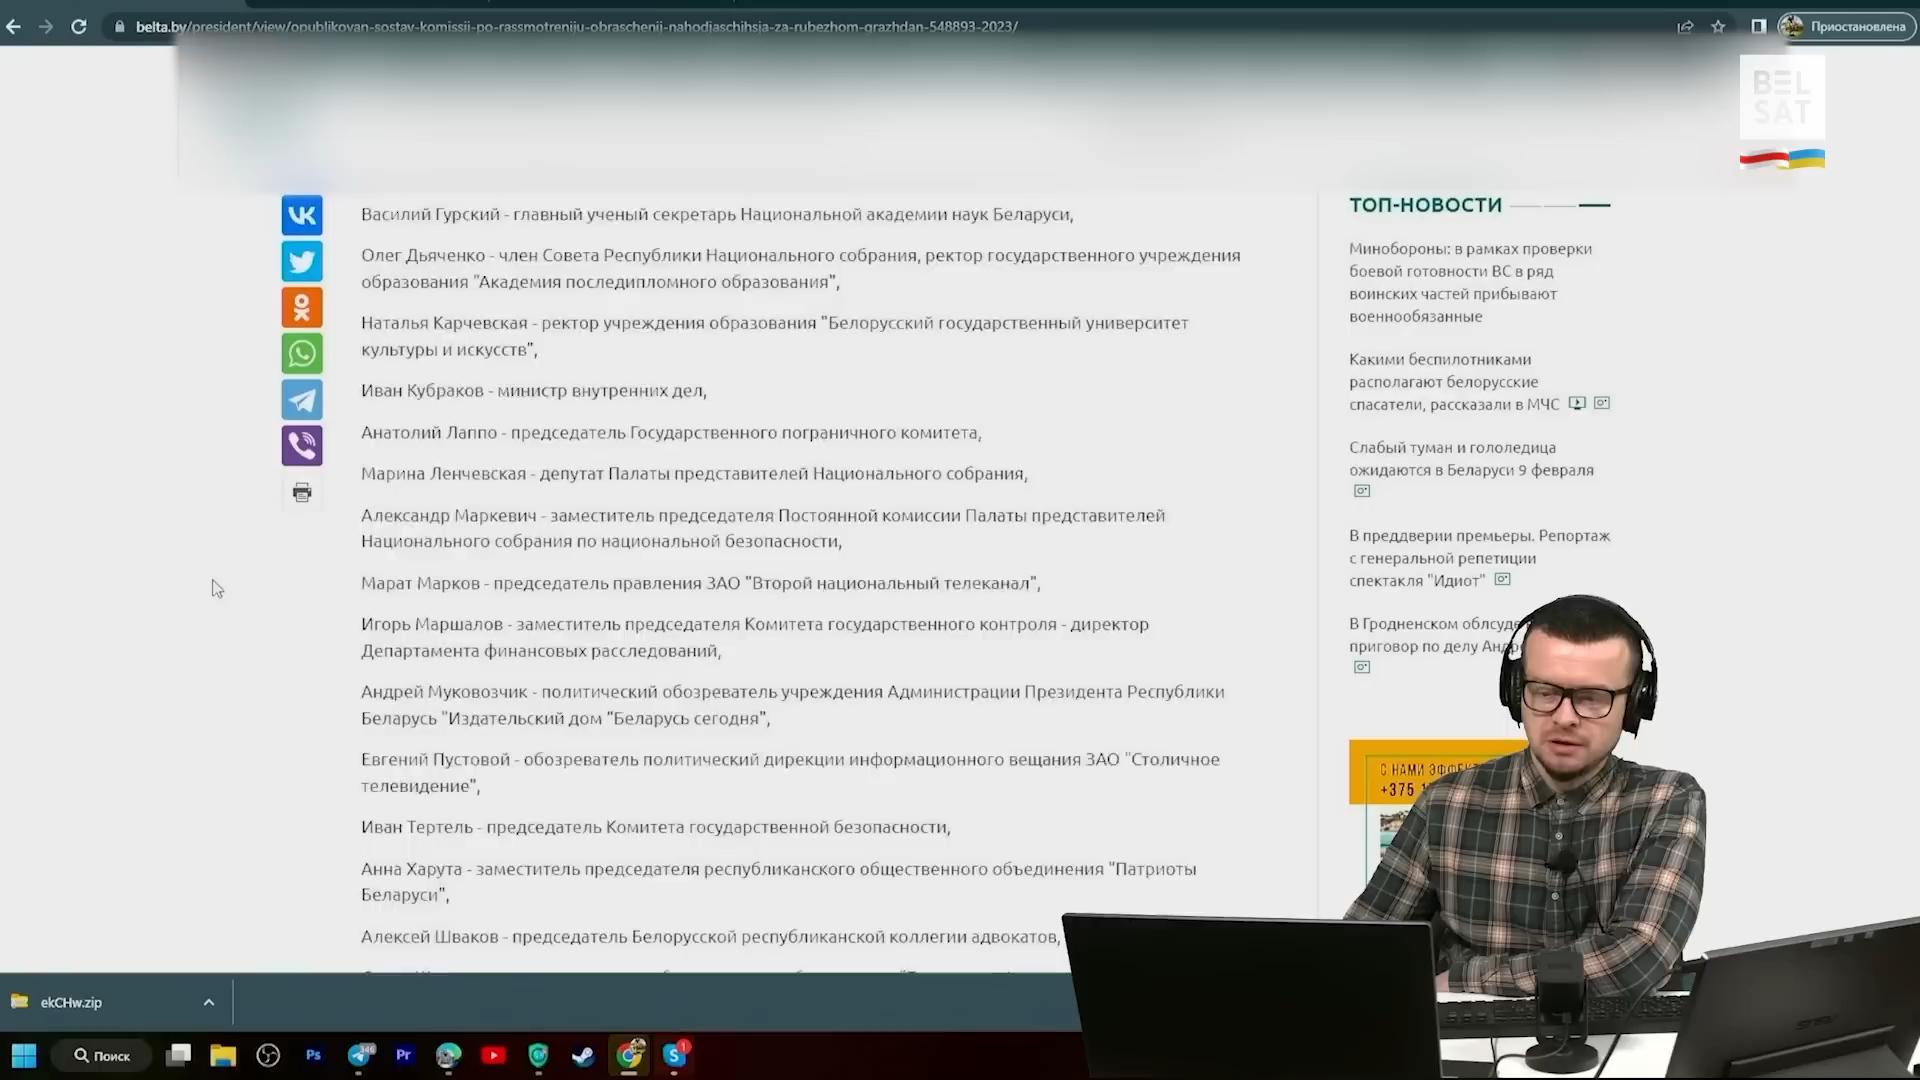 belta.by/president/view/opublikovan-sostav-komissii-po-rassmotreniju-obraschenij-nahodjaschihsja-za-rubezhom-grazhdan-548893-2023/
Приостановлена
BEL
SAT
Василий Гурский - главный ученый секретарь Национальной академии наук Беларуси,
Олег Дьяченко - член Совета Республики Национального собрания, ректор государственного учреждения
образования "Академия последипломного образования",
Наталья Карчевская - ректор учреждения образования "Белорусский государственный университет
культуры и искусств",
Иван Кубраков - министр внутренних дел,
Анатолий Лаппо - председатель Государственного пограничного комитета,
Марина Ленчевская - депутат Палаты представителей Национального собрания,
Александр Маркевич - заместитель председателя Постоянной комиссии Палаты представителей
Национального собрания по национальной безопасности,
Марат Марков - председатель правления ЗАО "Второй национальный телеканал",
Игорь Маршалов - заместитель председателя Комитета государственного контроля - директор
Департамента финансовых расследований,
Андрей Муковозчик - политический обозреватель учреждения Администрации Президента Республики
Беларусь "Издательский дом "Беларусь сегодня",
Евгений Пустовой - обозреватель политический дирекции информационного вещания ЗАО "Столичное
телевидение",
Иван Тертель - председатель Комитета государственной безопасности,
Анна Харута - заместитель председателя республиканского общественного объединения "Патриоты
Беларуси",
Алексей Шваков - председатель Белорусской республиканской коллегии адвокатов,
ТОП-НОВОСТИ
Минобороны: в рамках проверки
боевой готовности ВС в ряд
воинских частей прибывают
военнообязанные
Какими беспилотниками
располагают белорусские
спасатели, рассказали в МЧС
Слабый туман и гололедица
ожидаются в Беларуси 9 февраля
В преддверии премьеры. Репортаж
с генеральной репетиции
спектакля "Идиот"
В Гродненском облсуде
приговор по делу
С НАМИ
+375
ekCHw.zip
Поиск
Ps
346
Pr
1
ASUS